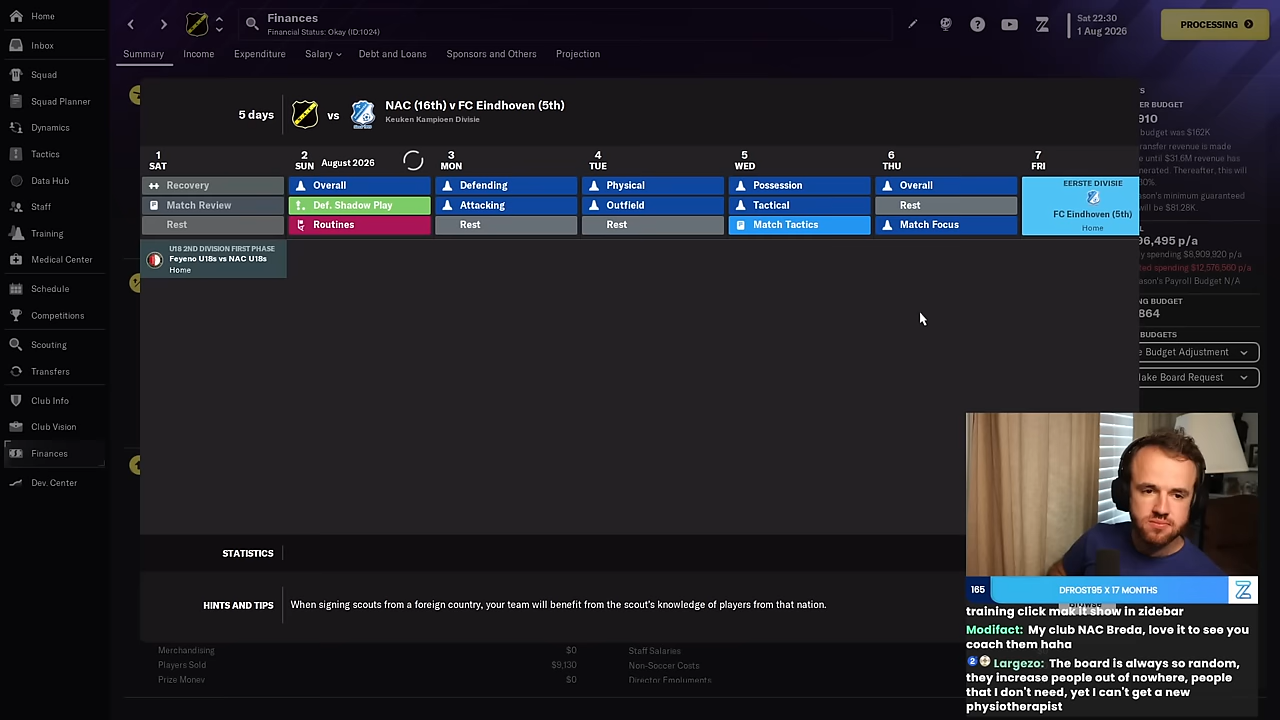 Home
Inbox
Squad
Squad Planner
Dynamics
Tactics
Data Hub
Staff
Training
Medical Center
Schedule
Competitions
Scouting
Transfers
Club Info
Club Vision
Finances
Dev. Center
Finances
Financial Status: Okay (ID:1024)
Sat 22:30
1 Aug 2026
PROCESSING
Summary
Income
Expenditure
Salary
Debt and Loans
Sponsors and Others
Projection
5 days
vs
NAC (16th) v FC Eindhoven (5th)
Keuken Kampioen Divisie
1
SAT
2
SUN
August 2026
3
MON
4
TUE
5
WED
6
THU
7
FRI
Recovery
Overall
Defending
Physical
Possession
Overall
EERSTE DIVISIE
Match Review
Def. Shadow Play
Attacking
Outfield
Tactical
Rest
FC Eindhoven (5th)
Rest
Routines
Rest
Rest
Match Tactics
Match Focus
Home
U18 2ND DIVISION FIRST PHASE
Feyeno U18s vs NAC U18s
Home
BUDGET
910
budget was $162K
revenue is made
until $31.6M revenue has
Thereafter, this will
minimum guaranteed
will be $81.28K.
96,495 p/a
spending $8,909,920 p/a
spending $12,576,560 p/a
Payroll Budget N/A
BUDGET
864
BUDGETS
Budget Adjustment
Board Request
STATISTICS
HINTS AND TIPS
When signing scouts from a foreign country, your team will benefit from the scout's knowledge of players from that nation.
Merchandising
$0
Staff Salaries
Players Sold
$9,130
Non-Soccer Costs
Prize Money
$0
Director Emoluments
165
DFROST95 X 17 MONTHS
training click mak it show in zidebar
Modifact: My club NAC Breda, love it to see you
coach them haha
2 Largezo: The board is always so random,
they increase people out of nowhere, people
that I don't need, yet I can't get a new
physiotherapist